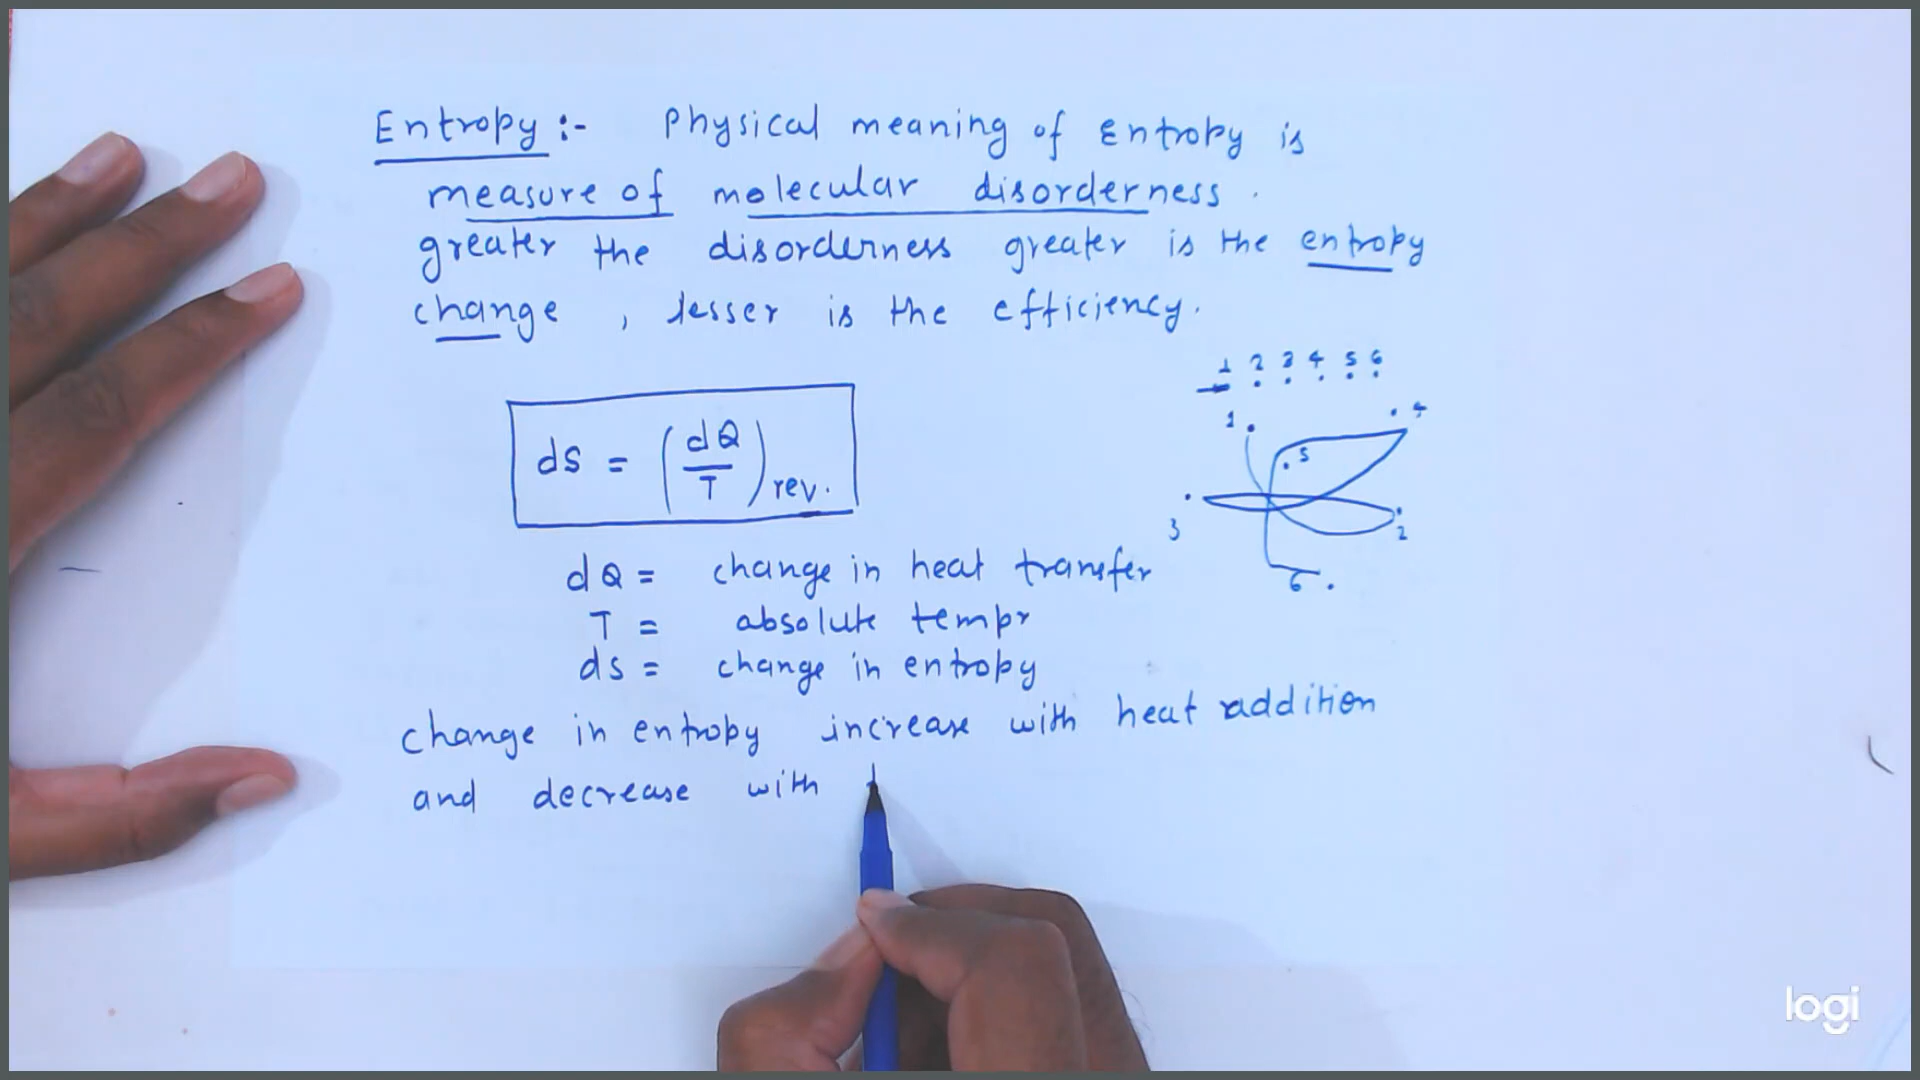 Entropy :- Physical meaning of Entropy is
measure of molecular disorderness.
greater the disorderness greater is the entropy
change, lesser is the efficiency.
1 2 3 4 5 6
1 4
5
ds = (dQ/T)rev.
3 2
dQ = change in heat transfer
6
T = absolute tempr
ds = change in entropy
change in entropy increase with heat addition
and decrease with
logi